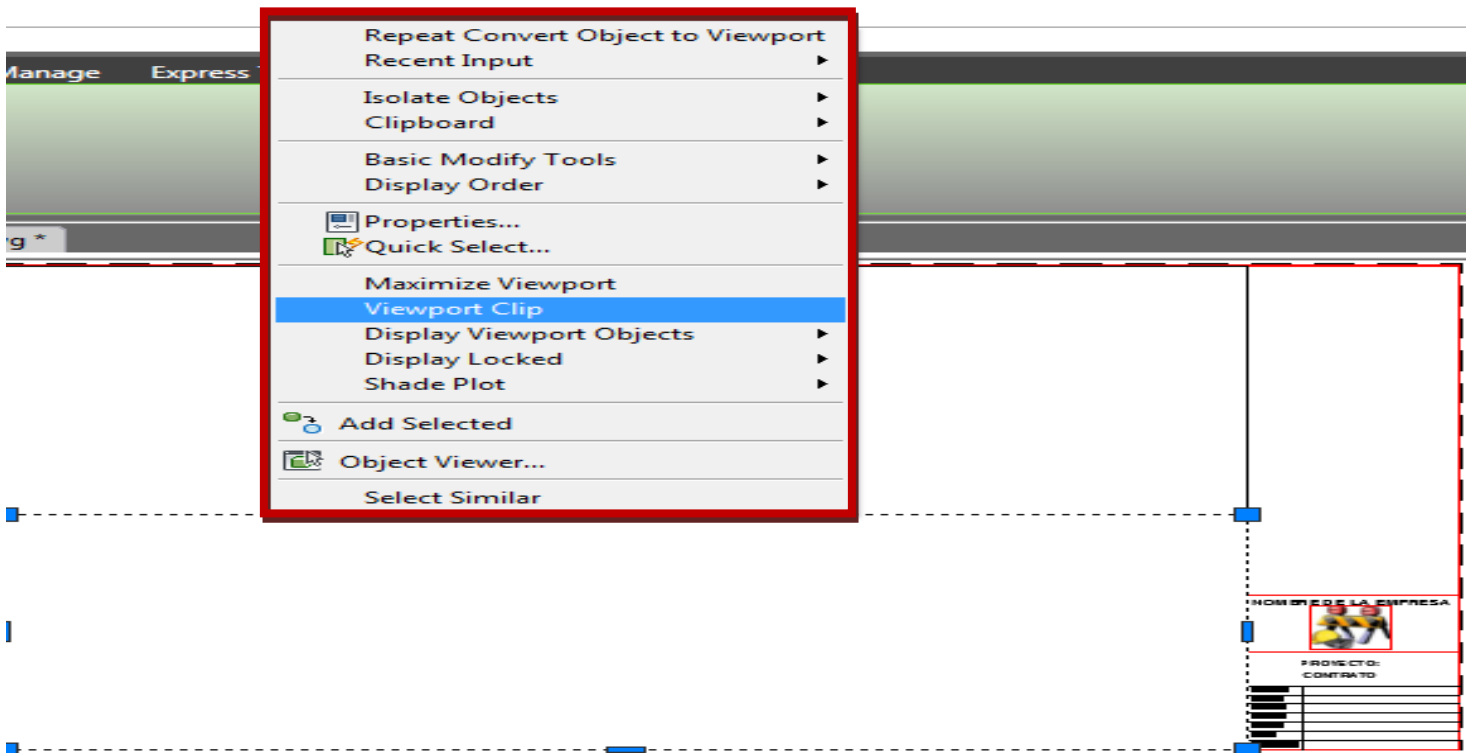 Repeat Convert Object to Viewport
Recent Input
Manage Express
Isolate Objects
Clipboard
Basic Modify Tools
Display Order
Properties...
Quick Select...
Maximize Viewport
Viewport Clip
Display Viewport Objects
Display Locked
Shade Plot
Add Selected
Object Viewer...
Select Similar
NOMBRE DE LA EMPRESA
PROYECTO:
CONTRATO